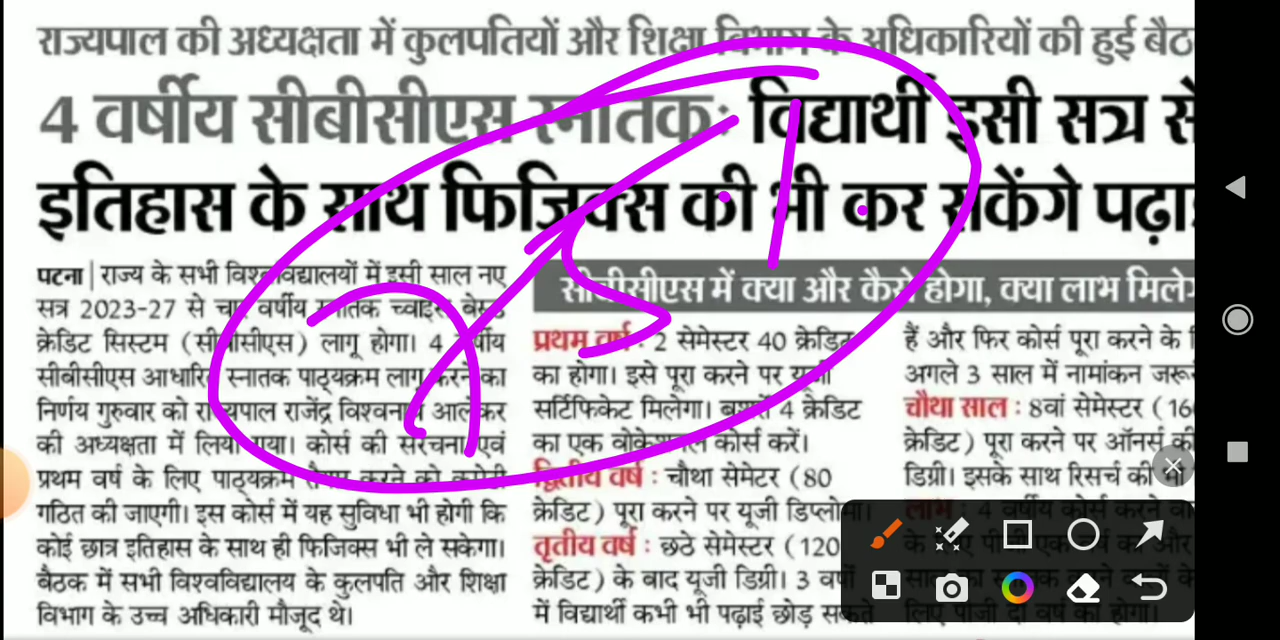 राज्यपाल की अध्यक्षता में कुलपतियों और शिक्षा विभाग के अधिकारियों की हुई
4 वर्षीय सीबीसीएस स्नातक: विद्यार्थी इसी सत्र से
इतिहास के साथ फिजिक्स की भी कर सकेंगे
पटना | राज्य के सभी विश्वविद्यालयों में इसी साल नए
सत्र 2023-27 से चार वर्षीय स्नातक च्वाइस बेस्ड
क्रेडिट सिस्टम (सीबीसीएस) लागू होगा। 4 वर्षीय
सीबीसीएस आधारित स्नातक पाठ्यक्रम लागू करने का
निर्णय गुरुवार को राज्यपाल राजेंद्र विश्वनाथ आर्लेकर
की अध्यक्षता में लिया गया। कोर्स की संरचना एवं
प्रथम वर्ष के लिए पाठ्यक्रम तैयार करने को कमेटी
गठित की जाएगी। इस कोर्स में यह सुविधा भी होगी कि
कोई छात्र इतिहास के साथ ही फिजिक्स भी ले सकेगा।
बैठक में सभी विश्वविद्यालय के कुलपति और शिक्षा
विभाग के उच्च अधिकारी मौजूद थे।
सीबीसीएस में क्या और कैसे होगा, क्या लाभ
प्रथम वर्ष : 2 सेमेस्टर 40 क्रेडिट
का होगा। इसे पूरा करने पर यूजी
सर्टिफिकेट मिलेगा। बशर्ते 4 क्रेडिट
का एक वोकेशनल कोर्स करें।
द्वितीय वर्ष : चौथा सेमेटर (80
क्रेडिट) पूरा करने पर यूजी डिप्लोमा।
तृतीय वर्ष : छठे सेमेस्टर (120
क्रेडिट) के बाद यूजी डिग्री। 3 वर्ष
में विद्यार्थी कभी भी पढ़ाई छोड़ सकते
हैं और फिर कोर्स पूरा करने के
अगले 3 साल में नामांकन
चौथा साल : 8वां सेमेस्टर (
क्रेडिट) पूरा करने पर ऑनर्स की
डिग्री। इसके साथ रिसर्च की भी
लाभ : 4 वर्षीय कोर्स करने